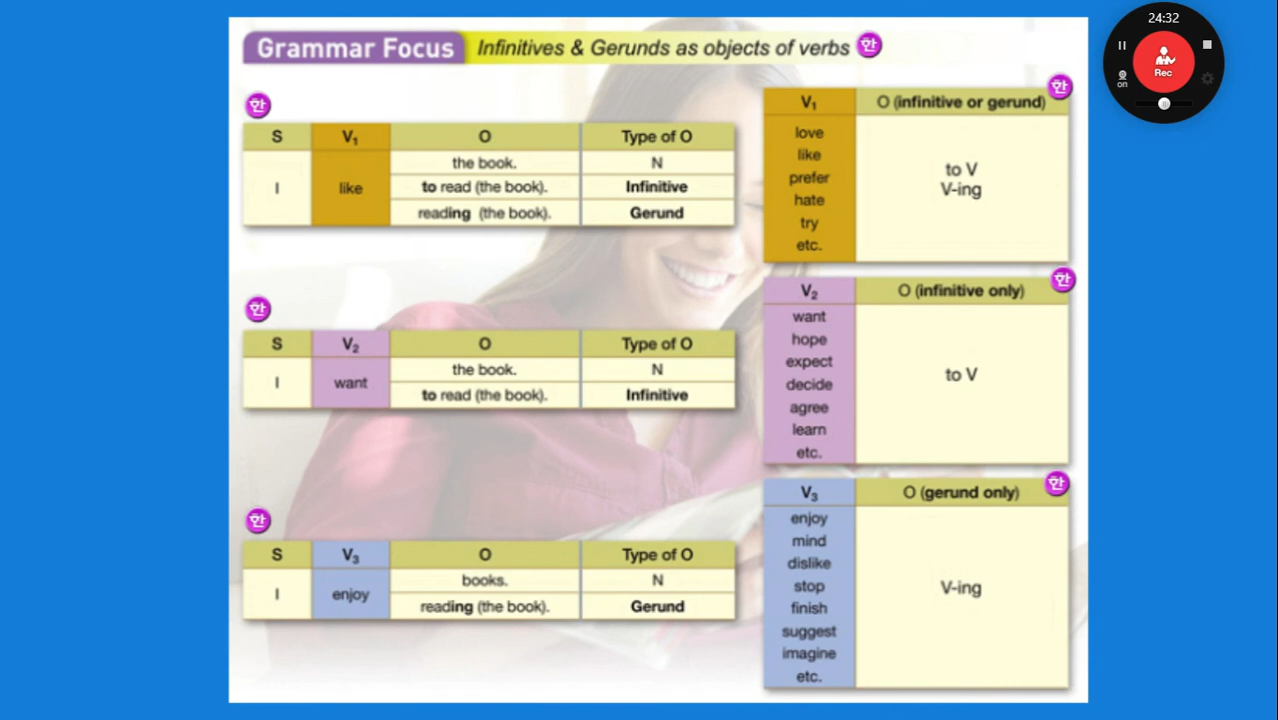 24:32
Rec
on
Grammar Focus Infinitives & Gerunds as objects of verbs 한
한
S V₁ O Type of O
I like the book. N
to read (the book). Infinitive
reading (the book). Gerund
한
V₁ O (infinitive or gerund)
love
like
prefer
hate
try
etc.
to V
V-ing
한
S V₂ O Type of O
I want the book. N
to read (the book). Infinitive
한
V₂ O (infinitive only)
want
hope
expect
decide
agree
learn
etc.
to V
한
S V₃ O Type of O
I enjoy books. N
reading (the book). Gerund
한
V₃ O (gerund only)
enjoy
mind
dislike
stop
finish
suggest
imagine
etc.
V-ing